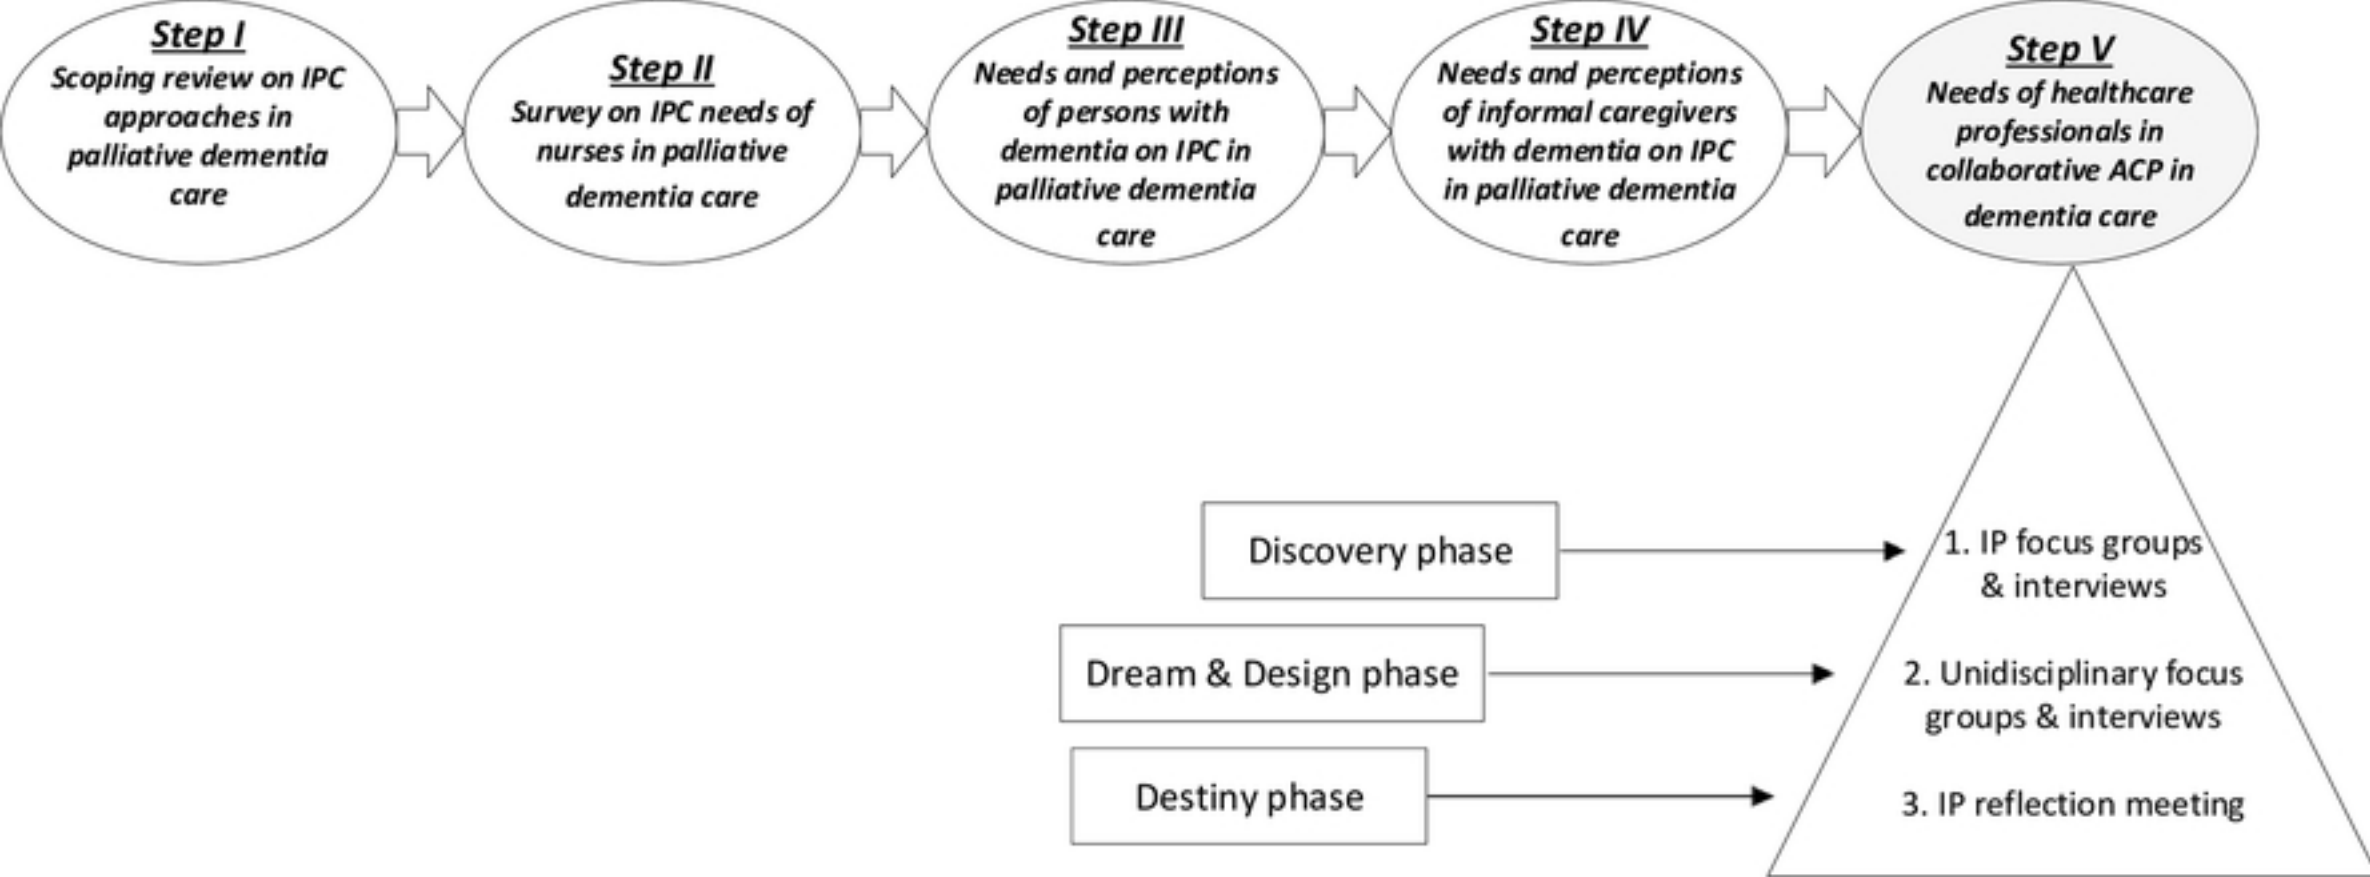 Step I
Scoping review on IPC
approaches in
palliative dementia
care
Step II
Survey on IPC needs of
nurses in palliative
dementia care
Step III
Needs and perceptions
of persons with
dementia on IPC in
palliative dementia
care
Step IV
Needs and perceptions
of informal caregivers
with dementia on IPC
in palliative dementia
care
Step V
Needs of healthcare
professionals in
collaborative ACP in
dementia care
Discovery phase
1. IP focus groups
& interviews
Dream & Design phase
2. Unidisciplinary focus
groups & interviews
Destiny phase
3. IP reflection meeting